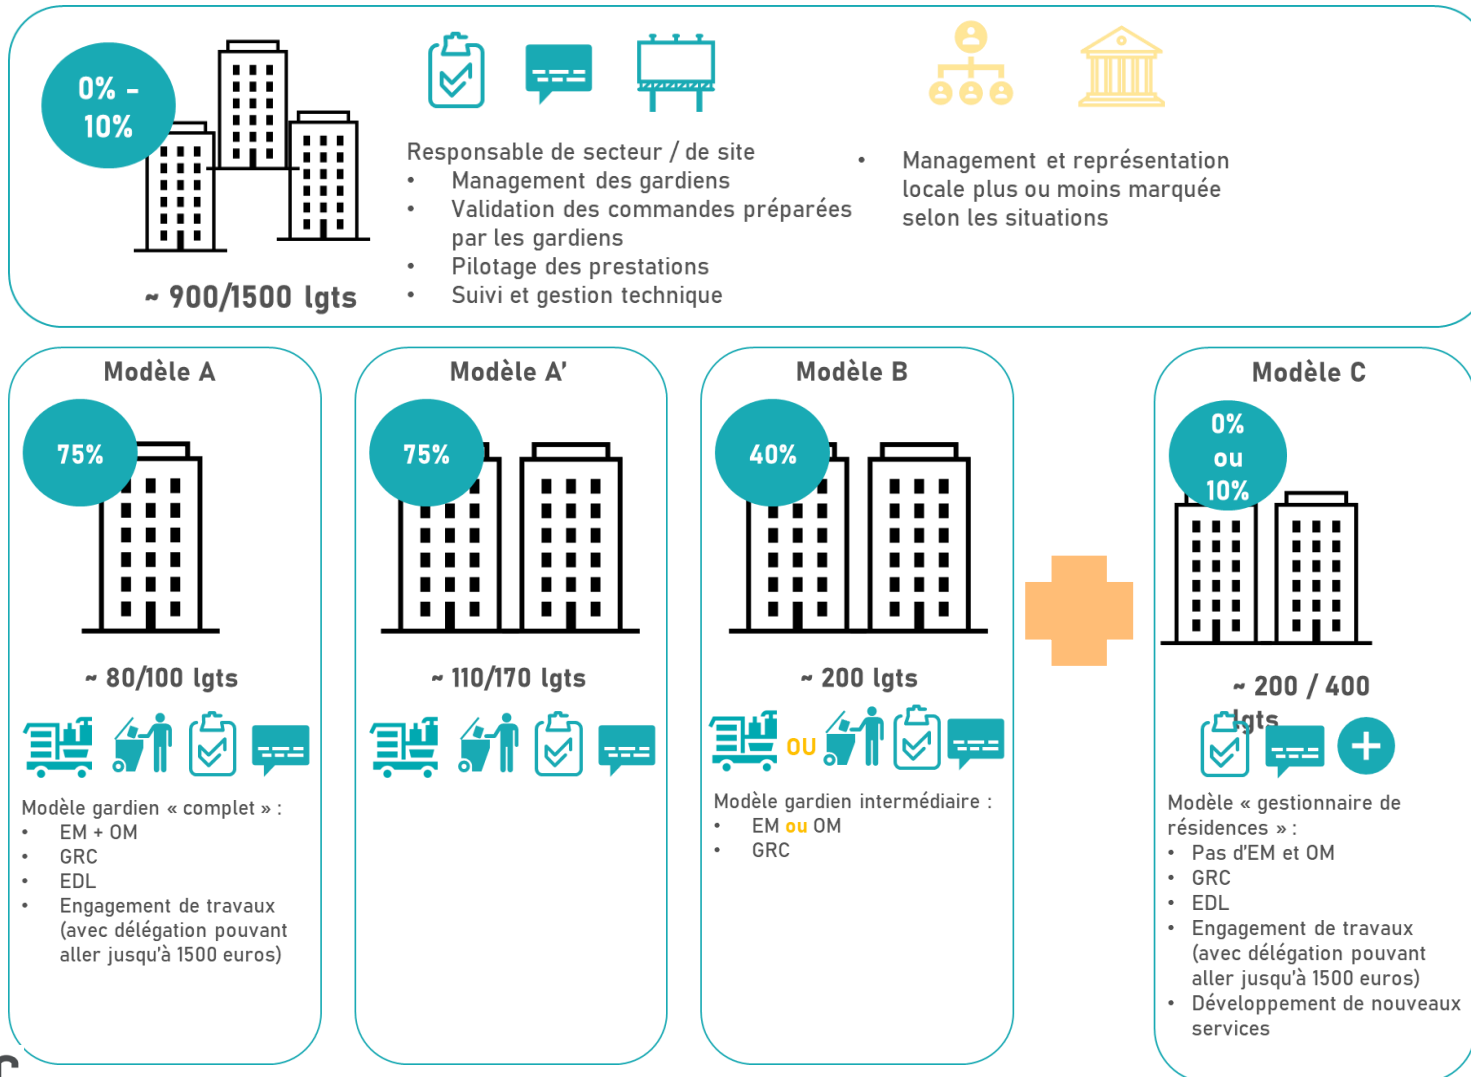 0% -
10%
~ 900/1500 lgts
Responsable de secteur / de site
• Management des gardiens
• Validation des commandes préparées
par les gardiens
• Pilotage des prestations
• Suivi et gestion technique
• Management et représentation
locale plus ou moins marquée
selon les situations
Modèle A
75%
~ 80/100 lgts
Modèle gardien « complet » :
• EM + OM
• GRC
• EDL
• Engagement de travaux
(avec délégation pouvant
aller jusqu'à 1500 euros)
Modèle A'
75%
~ 110/170 lgts
Modèle B
40%
~ 200 lgts
ou
Modèle gardien intermédiaire :
• EM ou OM
• GRC
Modèle C
0%
ou
10%
~ 200 / 400
lgts
Modèle « gestionnaire de
résidences » :
• Pas d'EM et OM
• GRC
• EDL
• Engagement de travaux
(avec délégation pouvant
aller jusqu'à 1500 euros)
• Développement de nouveaux
services